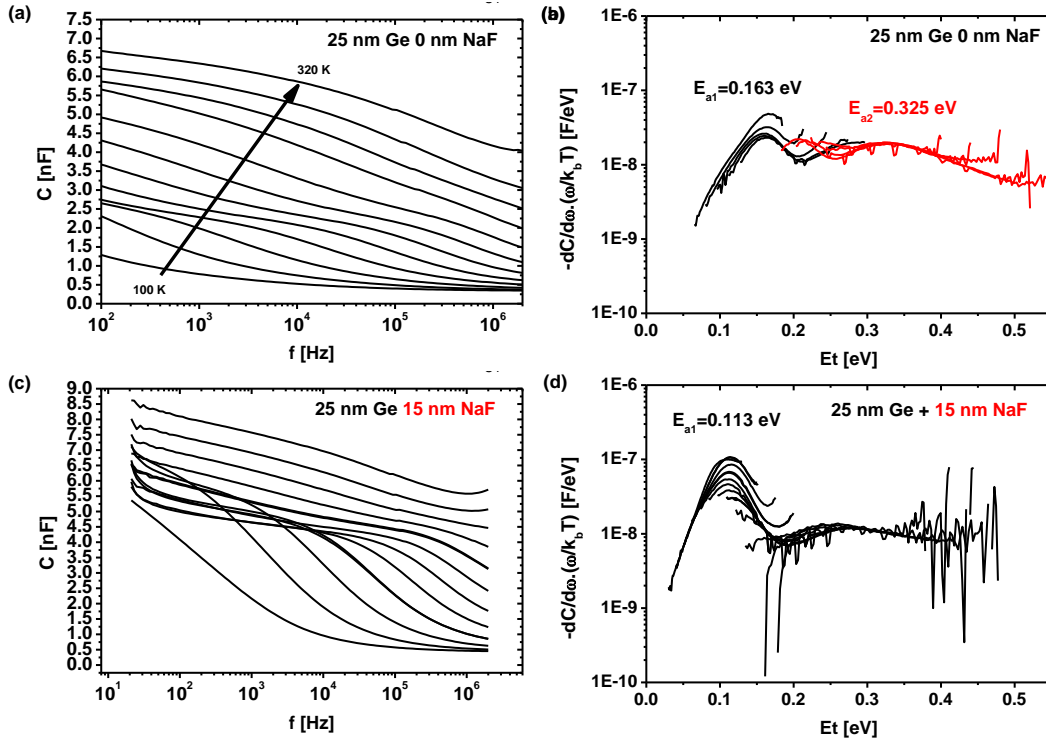 (a)
25 nm Ge 0 nm NaF
320 K
100 K
7.5
7.0
6.5
6.0
5.5
5.0
4.5
4.0
3.5
3.0
2.5
2.0
1.5
1.0
0.5
0.0
C [nF]
10^2
10^3
10^4
10^5
10^6
f [Hz]
(b)
25 nm Ge 0 nm NaF
E_a1=0.163 eV
E_a2=0.325 eV
1E-6
1E-7
1E-8
1E-9
1E-10
-dC/dω.(ω/k_bT) [F/eV]
0.0
0.1
0.2
0.3
0.4
0.5
Et [eV]
(c)
25 nm Ge 15 nm NaF
9.0
8.5
8.0
7.5
7.0
6.5
6.0
5.5
5.0
4.5
4.0
3.5
3.0
2.5
2.0
1.5
1.0
0.5
0.0
C [nF]
10^1
10^2
10^3
10^4
10^5
10^6
f [Hz]
(d)
25 nm Ge + 15 nm NaF
E_a1=0.113 eV
1E-6
1E-7
1E-8
1E-9
1E-10
-dC/dω.(ω/k_bT) [F/eV]
0.0
0.1
0.2
0.3
0.4
0.5
Et [eV]